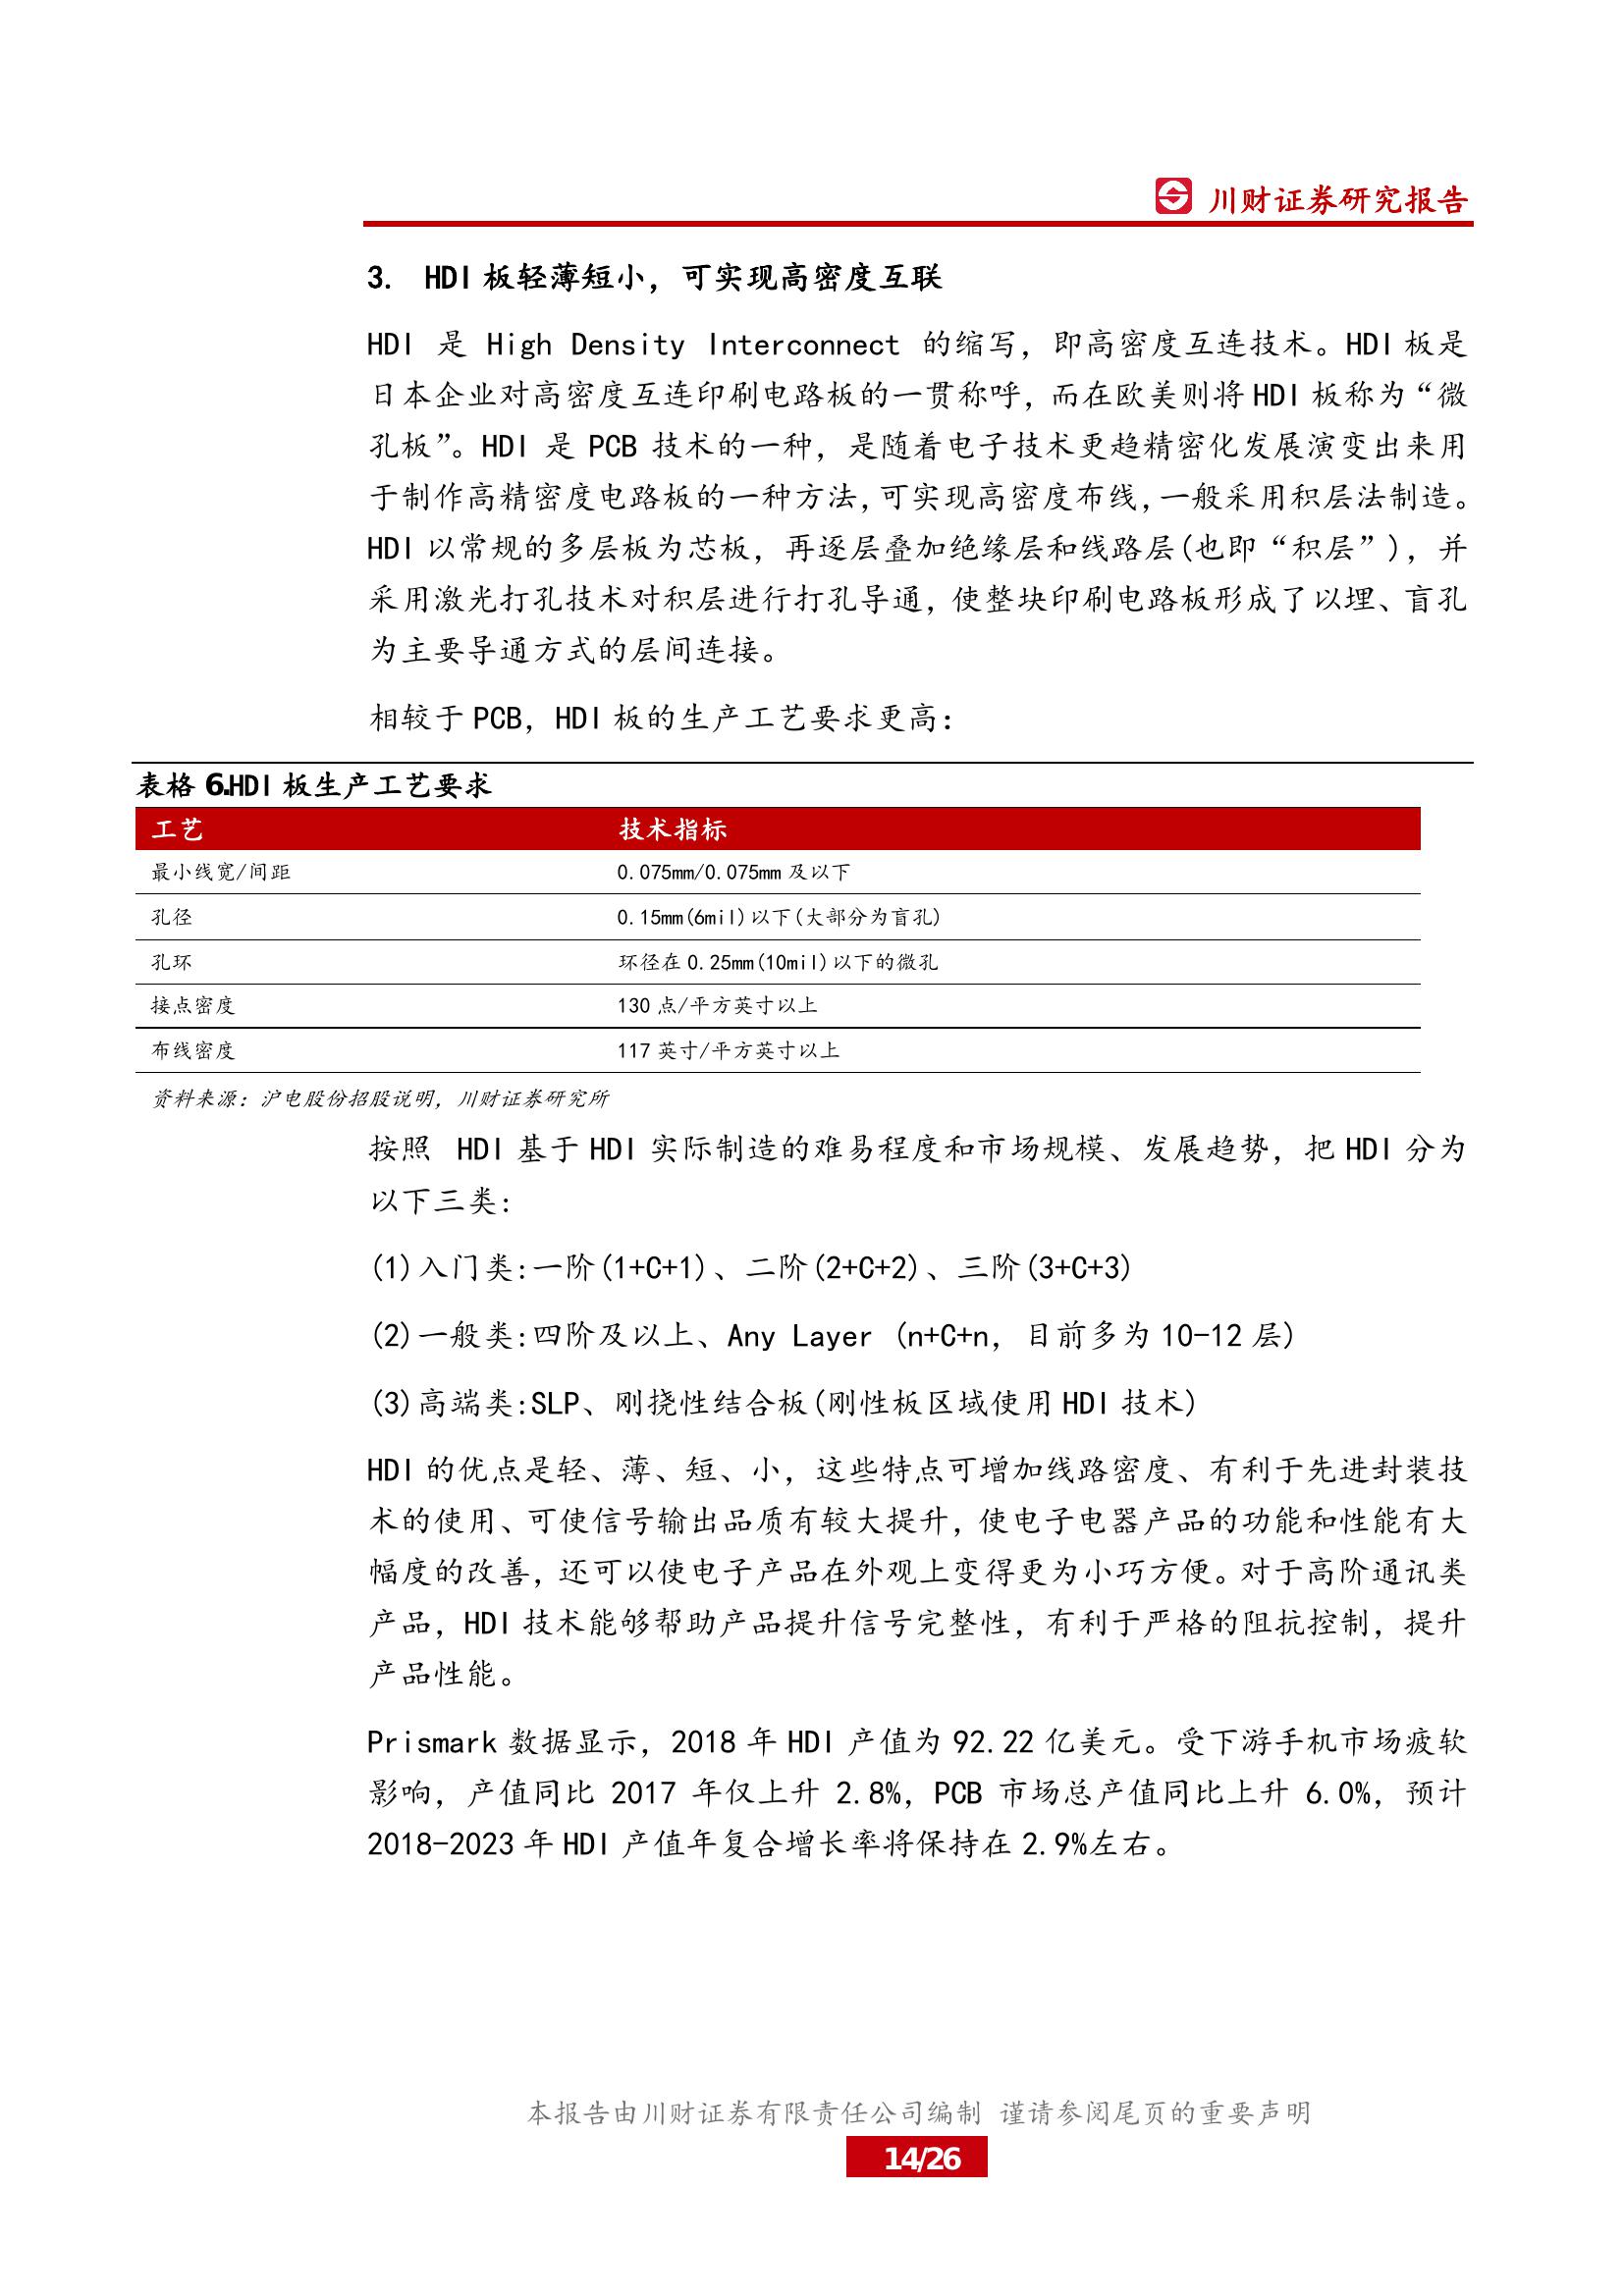 川财证券研究报告
3. HDI 板轻薄短小，可实现高密度互联
HDI 是 High Density Interconnect 的缩写，即高密度互连技术。HDI 板是
日本企业对高密度互连印刷电路板的一贯称呼，而在欧美则将 HDI 板称为“微
孔板”。HDI 是 PCB 技术的一种，是随着电子技术更趋精密化发展演变出来用
于制作高精密度电路板的一种方法，可实现高密度布线，一般采用积层法制造。
HDI 以常规的多层板为芯板，再逐层叠加绝缘层和线路层(也即“积层”)，并
采用激光打孔技术对积层进行打孔导通，使整块印刷电路板形成了以埋、盲孔
为主要导通方式的层间连接。
相较于 PCB，HDI 板的生产工艺要求更高：
表格 6.HDI 板生产工艺要求
工艺 技术指标
最小线宽/间距 0.075mm/0.075mm 及以下
孔径 0.15mm(6mil)以下(大部分为盲孔)
孔环 环径在 0.25mm(10mil)以下的微孔
接点密度 130 点/平方英寸以上
布线密度 117 英寸/平方英寸以上
资料来源：沪电股份招股说明，川财证券研究所
按照 HDI 基于 HDI 实际制造的难易程度和市场规模、发展趋势，把 HDI 分为
以下三类:
(1)入门类:一阶(1+C+1)、二阶(2+C+2)、三阶(3+C+3)
(2)一般类:四阶及以上、Any Layer (n+C+n，目前多为 10-12 层)
(3)高端类:SLP、刚挠性结合板(刚性板区域使用 HDI 技术)
HDI 的优点是轻、薄、短、小，这些特点可增加线路密度、有利于先进封装技
术的使用、可使信号输出品质有较大提升，使电子电器产品的功能和性能有大
幅度的改善，还可以使电子产品在外观上变得更为小巧方便。对于高阶通讯类
产品，HDI 技术能够帮助产品提升信号完整性，有利于严格的阻抗控制，提升
产品性能。
Prismark 数据显示，2018 年 HDI 产值为 92.22 亿美元。受下游手机市场疲软
影响，产值同比 2017 年仅上升 2.8%，PCB 市场总产值同比上升 6.0%，预计
2018-2023 年 HDI 产值年复合增长率将保持在 2.9%左右。
本报告由川财证券有限责任公司编制 谨请参阅尾页的重要声明
14/26